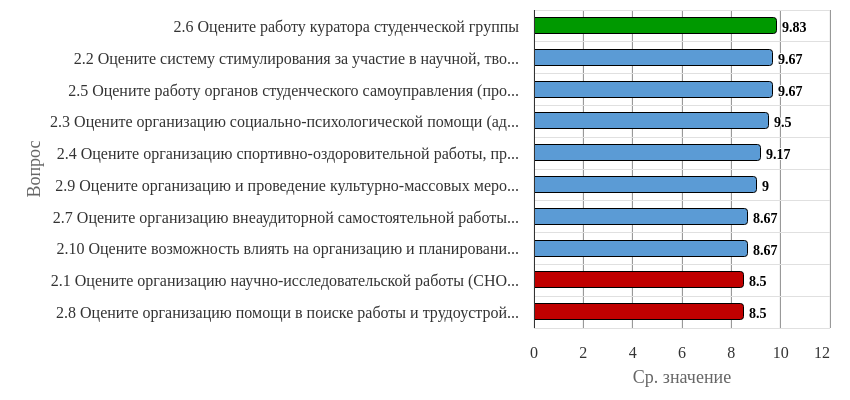 2.6 Оцените работу куратора студенческой группы
9.83
2.2 Оцените систему стимулирования за участие в научной, тво...
9.67
2.5 Оцените работу органов студенческого самоуправления (про...
9.67
2.3 Оцените организацию социально-психологической помощи (ад...
9.5
2.4 Оцените организацию спортивно-оздоровительной работы, пр...
9.17
2.9 Оцените организацию и проведение культурно-массовых меро...
9
2.7 Оцените организацию внеаудиторной самостоятельной работы...
8.67
2.10 Оцените возможность влиять на организацию и планировани...
8.67
2.1 Оцените организацию научно-исследовательской работы (СНО...
8.5
2.8 Оцените организацию помощи в поиске работы и трудоустрой...
8.5
Вопрос
0 2 4 6 8 10 12
Ср. значение